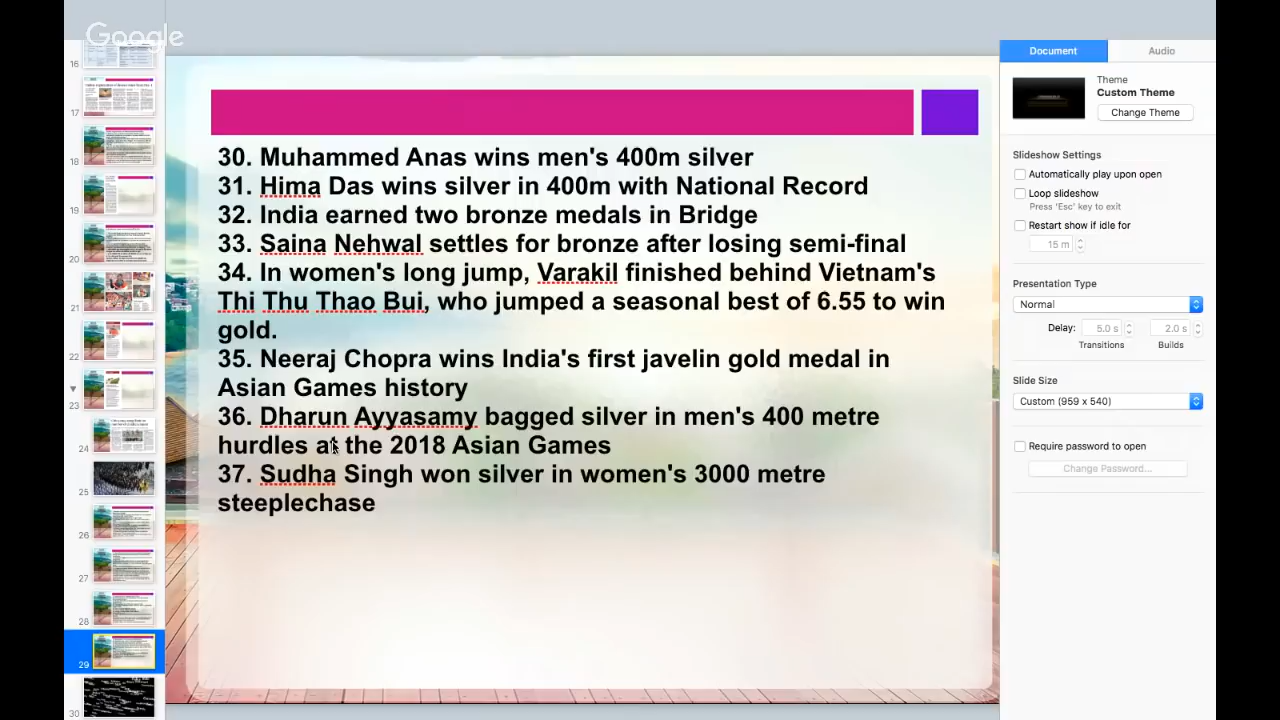 Google
Document
Audio
Theme
Custom Theme
Change Theme
Slideshow Settings
Automatically play upon open
Loop slideshow
Press 'Esc' key to exit
Restart show if idle for
15 m
Presentation Type
Normal
Delay:
5.0 s
2.0 s
Transitions
Builds
Slide Size
Custom (959 x 540)
Require password to open
Change Password...
30. Muhammed Anas wins men's 400m silver
31. Hima Das wins silver in 400m with National Record
32. India earned two bronze medals in Bridge
33. Saina Nehwal settles for bronze after losing semi-final
34. In women's long jump, Varakil finished behind Vietnam's
Thi Thu Thao Bui, who jumped a seasonal best of 6.55 to win
gold.
35. Neeraj Chopra wins India's first javelin gold medal in
Asian Games history
36. Dharun Ayyasamy bagged silver in men's 400 metre
hurdles at the 2018 Asian Games
37. Sudha Singh won silver in women's 3000 metre
steeplechase
16
17
18
19
20
21
22
23
24
25
26
27
28
29
30